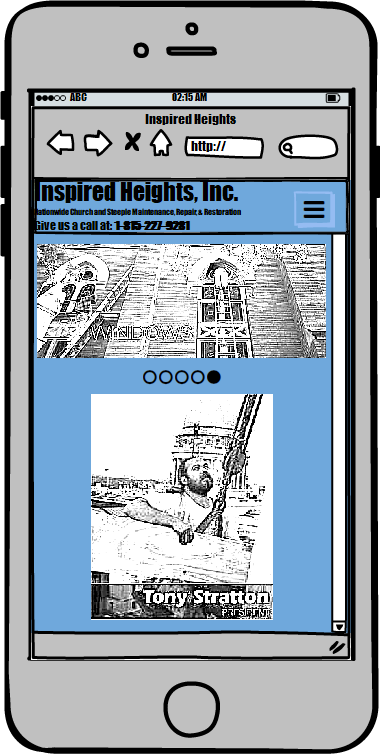 ABC 02:15 AM
Inspired Heights
http://
Inspired Heights, Inc.
Nationwide Church and Steeple Maintenance, Repair, & Restoration
Give us a call at: 1-815-227-9281
WINDOWS
Tony Stratton
PRESIDENT